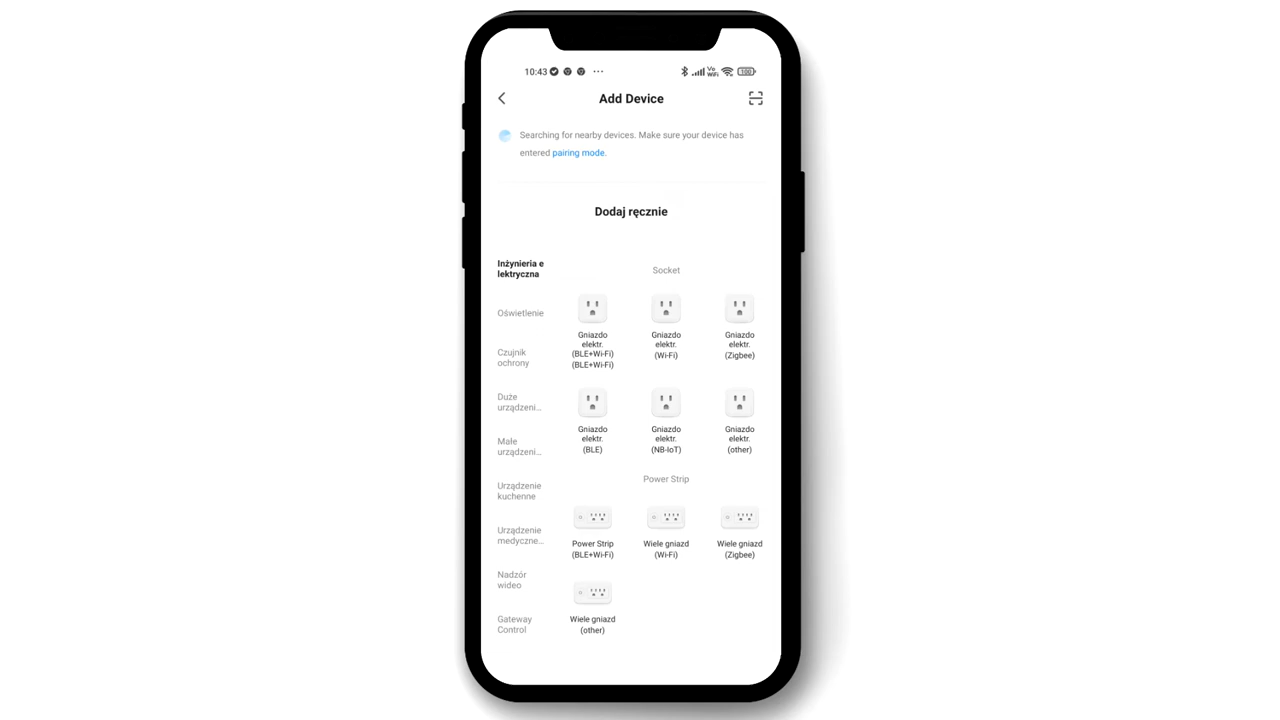 10:43 ...
Vo
WiFi
100
Add Device
Searching for nearby devices. Make sure your device has
entered pairing mode.
Dodaj ręcznie
Inżynieria e
lektryczna
Oświetlenie
Czujnik
ochrony
Duże
urządzeni...
Małe
urządzeni...
Urządzenie
kuchenne
Urządzenie
medyczne...
Nadzór
wideo
Gateway
Control
Socket
Gniazdo
elektr.
(BLE+Wi-Fi)
(BLE+Wi-Fi)
Gniazdo
elektr.
(Wi-Fi)
Gniazdo
elektr.
(Zigbee)
Gniazdo
elektr.
(BLE)
Gniazdo
elektr.
(NB-IoT)
Gniazdo
elektr.
(other)
Power Strip
Power Strip
(BLE+Wi-Fi)
Wiele gniazd
(Wi-Fi)
Wiele gniazd
(Zigbee)
Wiele gniazd
(other)